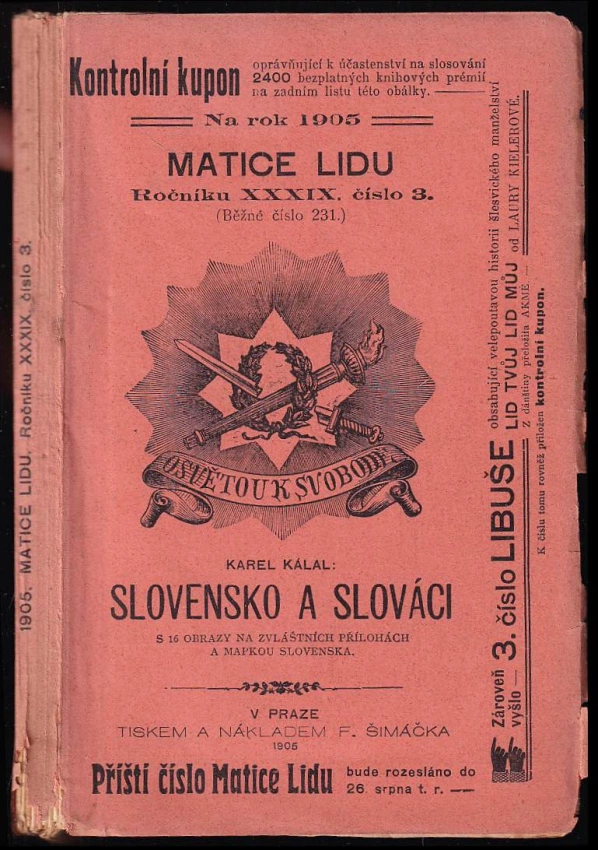 Kontrolní kupon
oprávňující k účastenství na slosování
2400 bezplatných knihových prémií
na zadním listu této obálky.
Na rok 1905
MATICE LIDU
Ročníku XXXIX, číslo 3.
(Běžné číslo 231.)
OSVĚTOU K SVOBODĚ.
KAREL KÁLAL:
SLOVENSKO A SLOVÁCI
S 16 OBRAZY NA ZVLÁŠTNÍCH PŘÍLOHÁCH
A MAPKOU SLOVENSKA.
V PRAZE
TISKEM A NÁKLADEM F. ŠIMÁČKA
1905
Příští číslo Matice Lidu
bude rozesláno do
26. srpna t. r.
Zároveň
vyšlo — 3. číslo LIBUŠE
obsahující velepoutavou historii šlesvického manželství
LID TVŮJ LID MŮJ od LAURY KIELEROVÉ.
Z dánštiny přeložila AKMÉ
K číslu tomu rovněž přiložen kontrolní kupon.
1905. MATICE LIDU. Ročníku XXXIX, číslo 3.